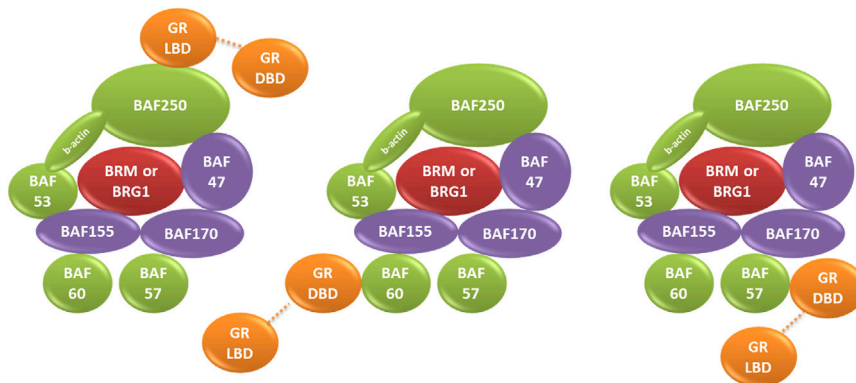 GR
LBD
GR
DBD
BAF250
b-actin
BRM or
BRG1
BAF
47
BAF
53
BAF155
BAF170
BAF
60
BAF
57
BAF250
b-actin
BRM or
BRG1
BAF
47
BAF
53
BAF155
BAF170
GR
DBD
BAF
60
BAF
57
GR
LBD
BAF250
b-actin
BRM or
BRG1
BAF
47
BAF
53
BAF155
BAF170
BAF
60
BAF
57
GR
DBD
GR
LBD